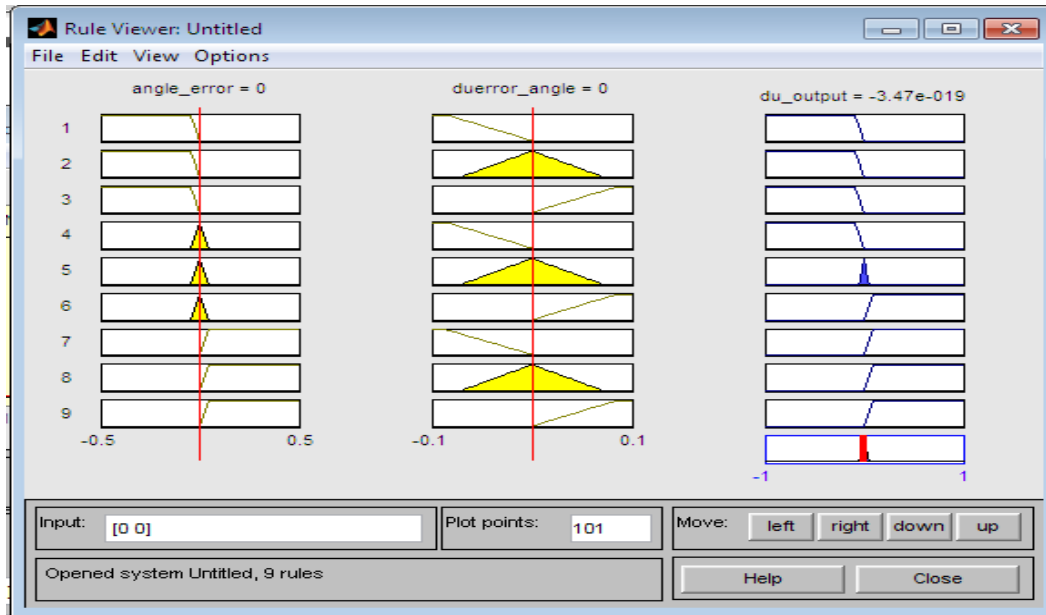 Rule Viewer: Untitled
File Edit View Options
angle_error = 0
duerror_angle = 0
du_output = -3.47e-019
1
2
3
4
5
6
7
8
9
-0.5 0.5
-0.1 0.1
-1 1
Input: [0 0]
Plot points: 101
Move: left right down up
Opened system Untitled, 9 rules
Help Close